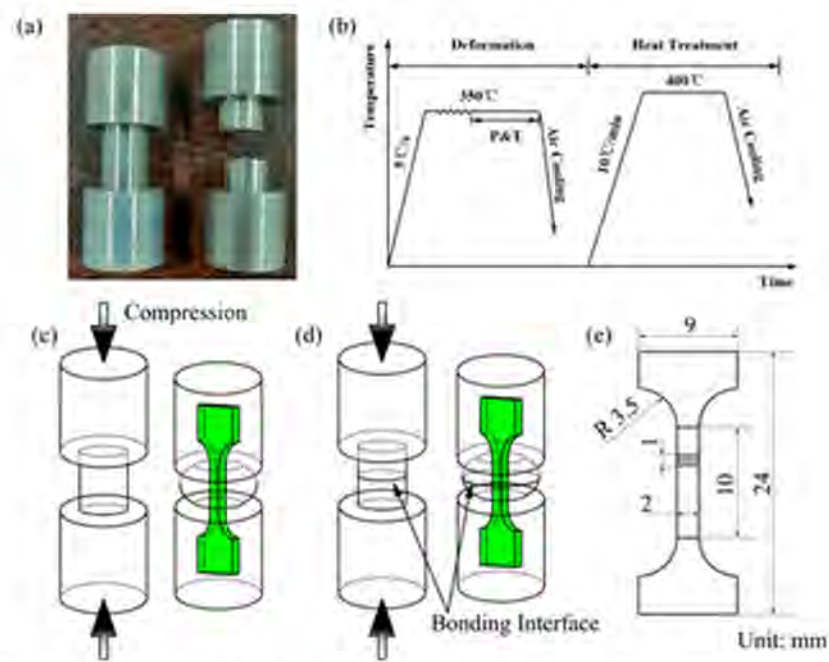 (a)
(b)
Deformation
Heat Treatment
Temperature
Time
5℃/s
350℃
P&T
Air Cooling
10℃/min
400℃
Air Cooling
(c)
Compression
(d)
Bonding Interface
(e)
9
R 3.5
1
2
10
24
Unit: mm